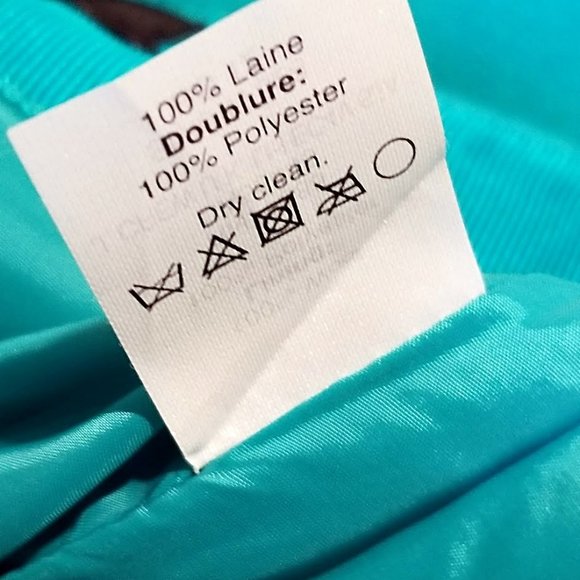 100% Laine
Doublure:
100% Polyester
Dry clean.